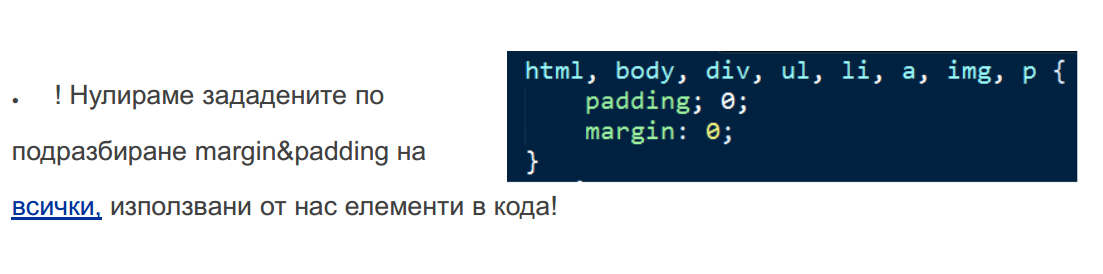 • ! Нулираме зададените по
подразбиране margin&padding на
всички, използвани от нас елементи в кода!
html, body, div, ul, li, a, img, p {
    padding; 0;
    margin: 0;
}